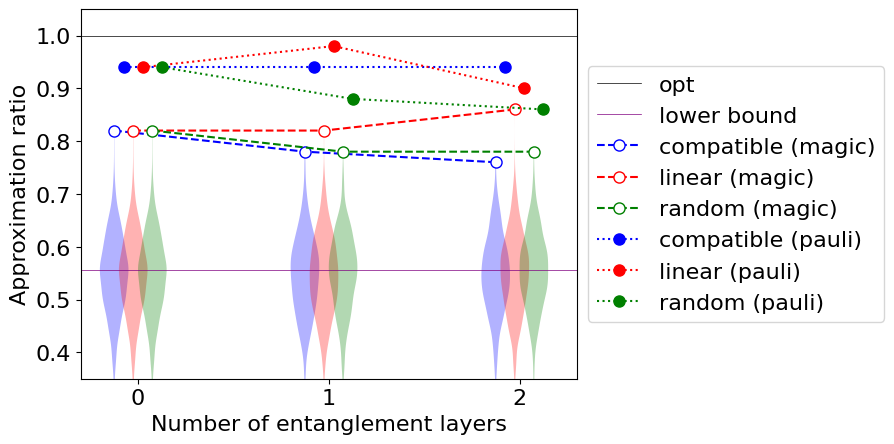 1.0
0.9
0.8
0.7
0.6
0.5
0.4
Approximation ratio
0 1 2
Number of entanglement layers
opt
lower bound
compatible (magic)
linear (magic)
random (magic)
compatible (pauli)
linear (pauli)
random (pauli)